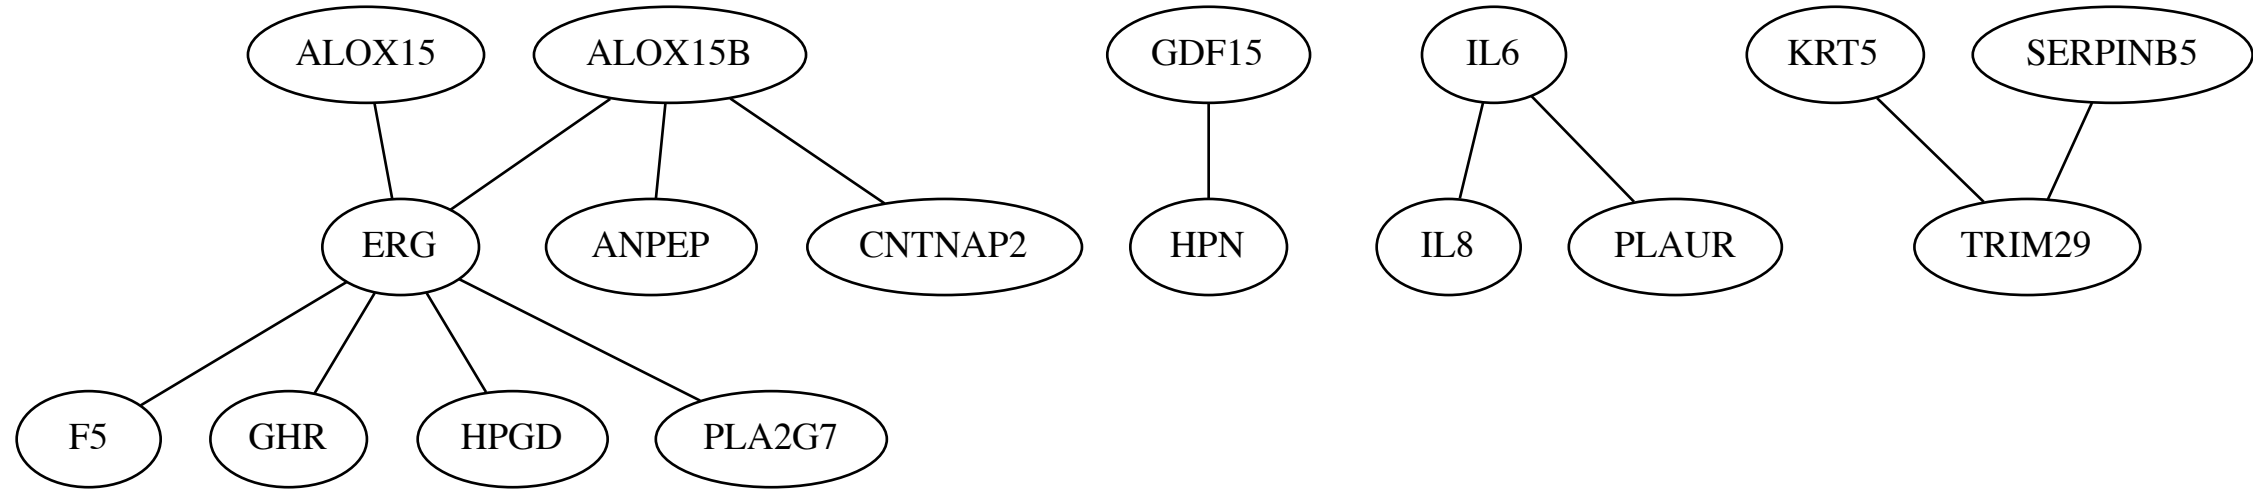 ALOX15 ALOX15B GDF15 IL6 KRT5 SERPINB5
ERG ANPEP CNTNAP2 HPN IL8 PLAUR TRIM29
F5 GHR HPGD PLA2G7